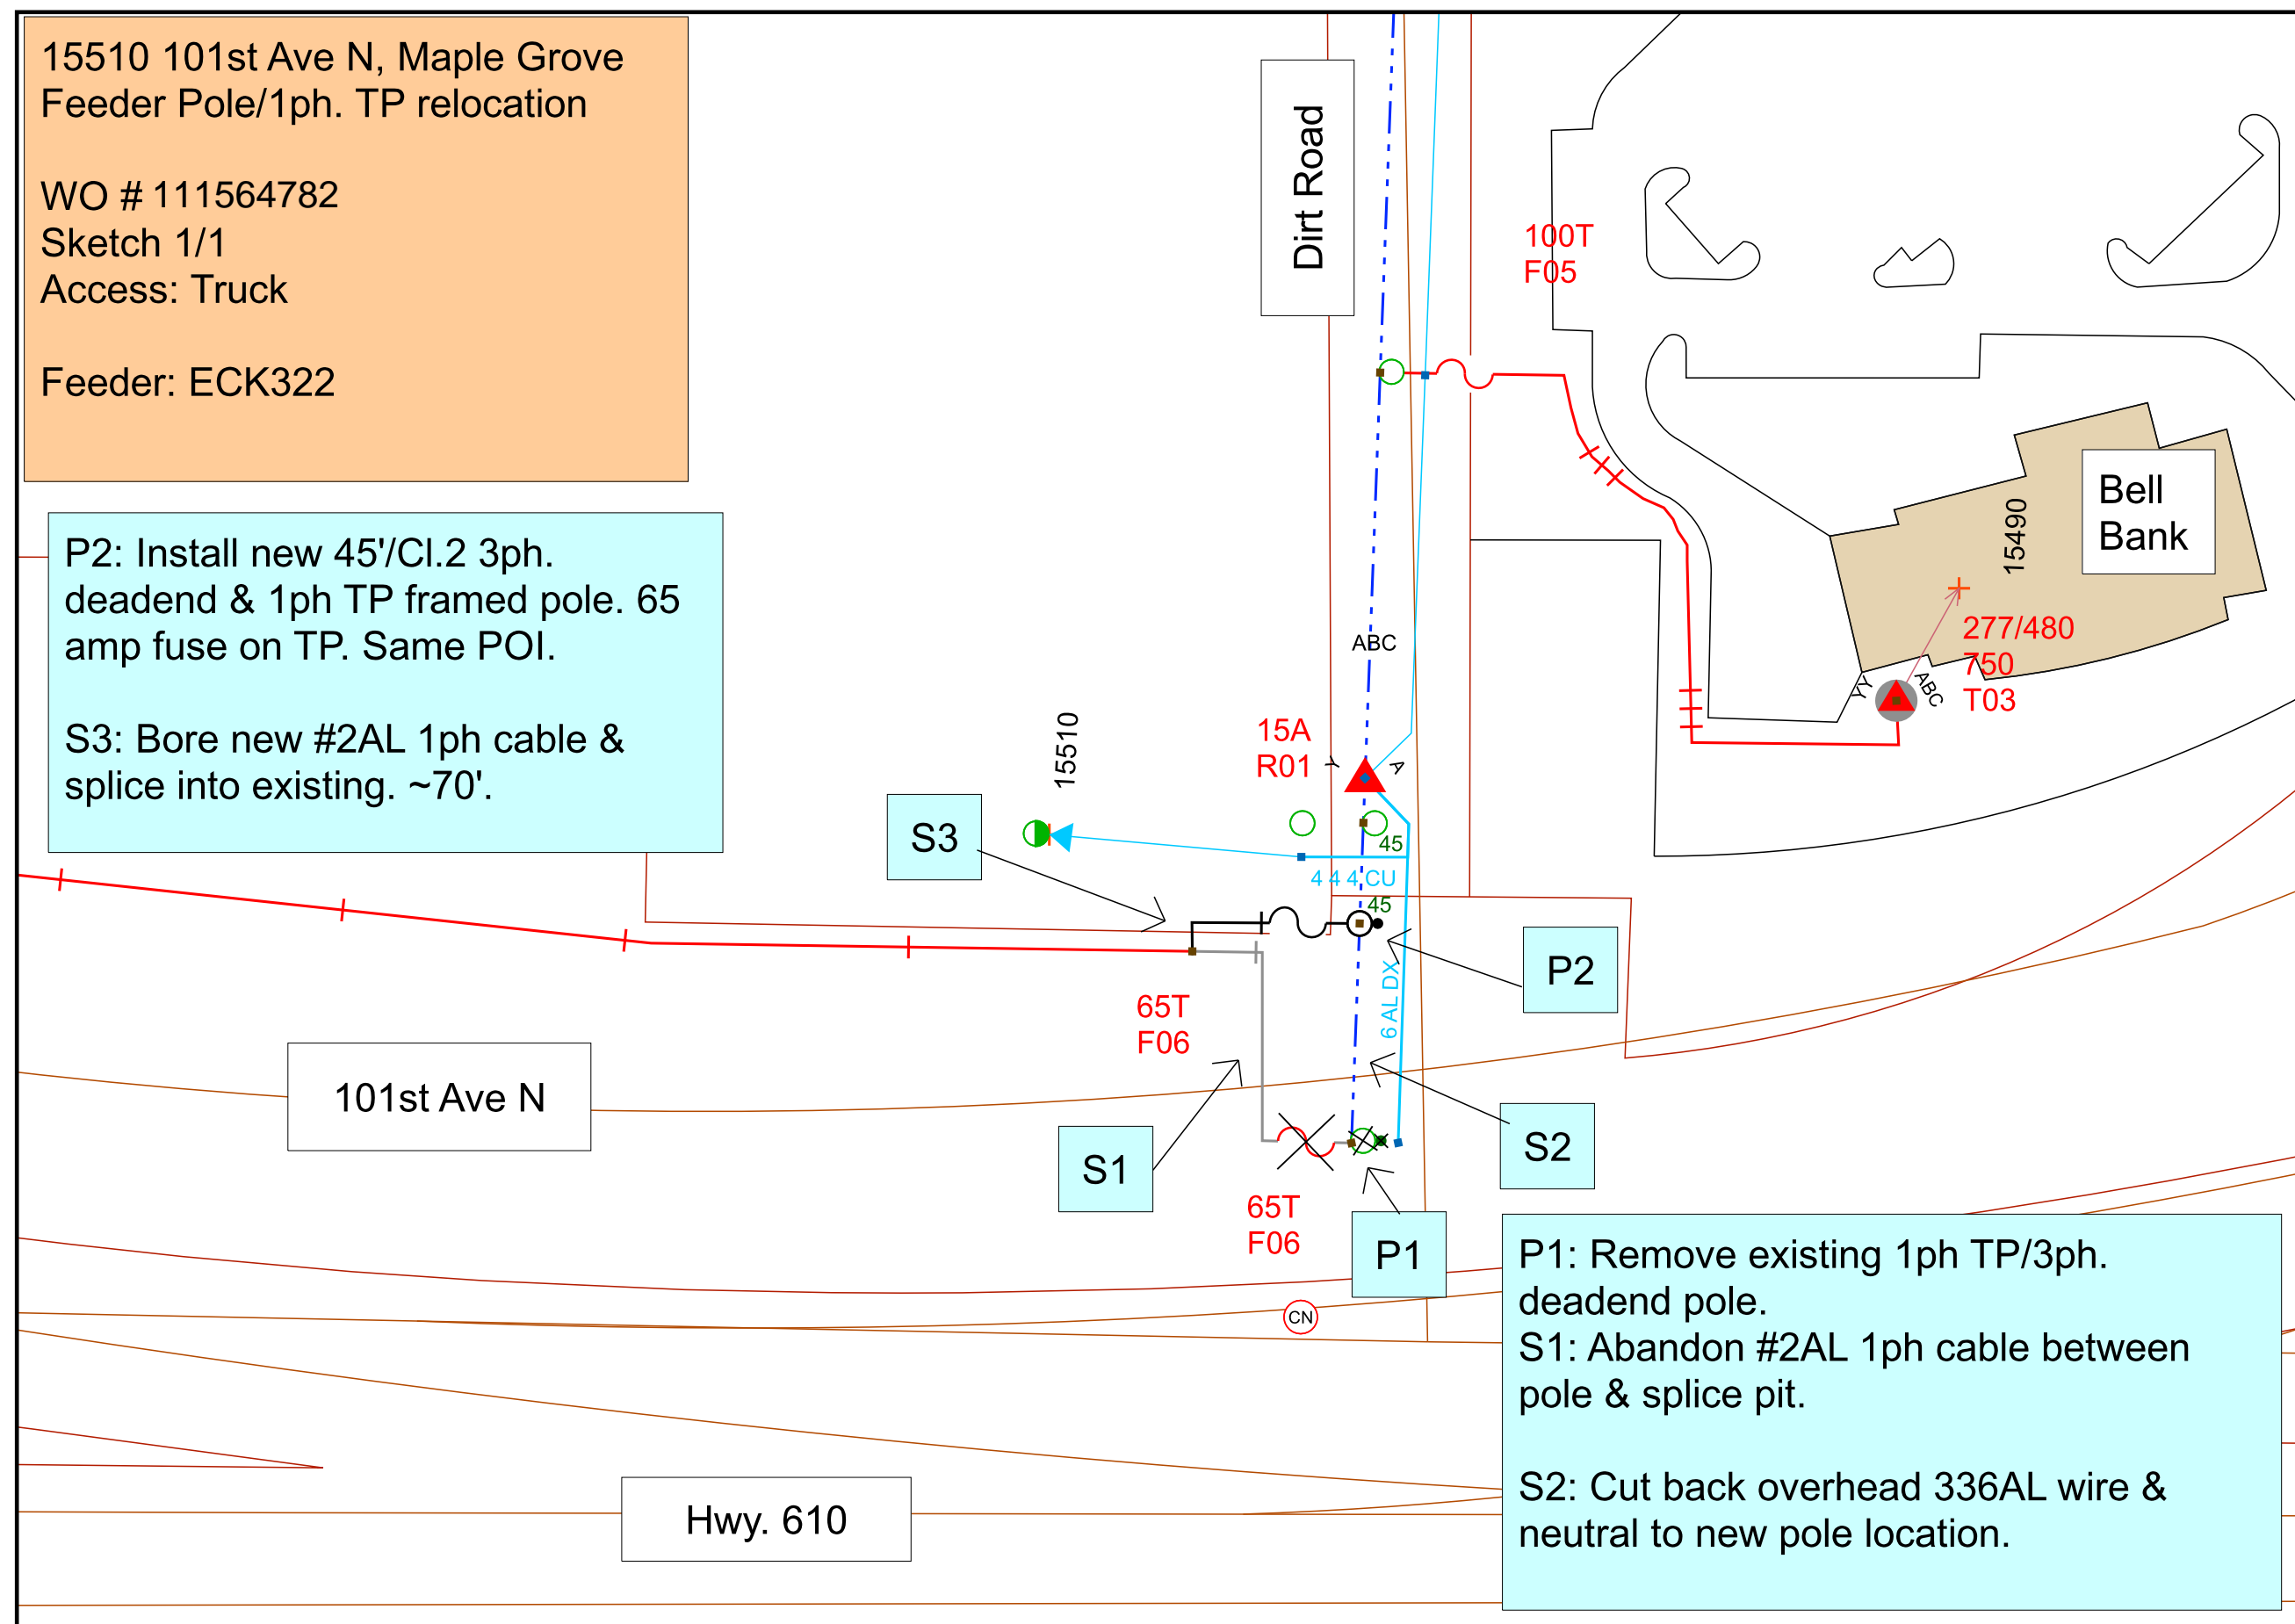 15510 101st Ave N, Maple Grove
Feeder Pole/1ph. TP relocation
WO # 111564782
Sketch 1/1
Access: Truck
Feeder: ECK322
P2: Install new 45'/Cl.2 3ph.
deadend & 1ph TP framed pole. 65
amp fuse on TP. Same POI.
S3: Bore new #2AL 1ph cable &
splice into existing. ~70'.
Dirt Road
100T
F05
Bell
Bank
15490
277/480
750
T03
YY
ABC
ABC
15510
15A
R01
Y
A
S3
45
4 4 4 CU
45
P2
6 AL DX
65T
F06
101st Ave N
S1
S2
65T
F06
P1
CN
P1: Remove existing 1ph TP/3ph.
deadend pole.
S1: Abandon #2AL 1ph cable between
pole & splice pit.
S2: Cut back overhead 336AL wire &
neutral to new pole location.
Hwy. 610